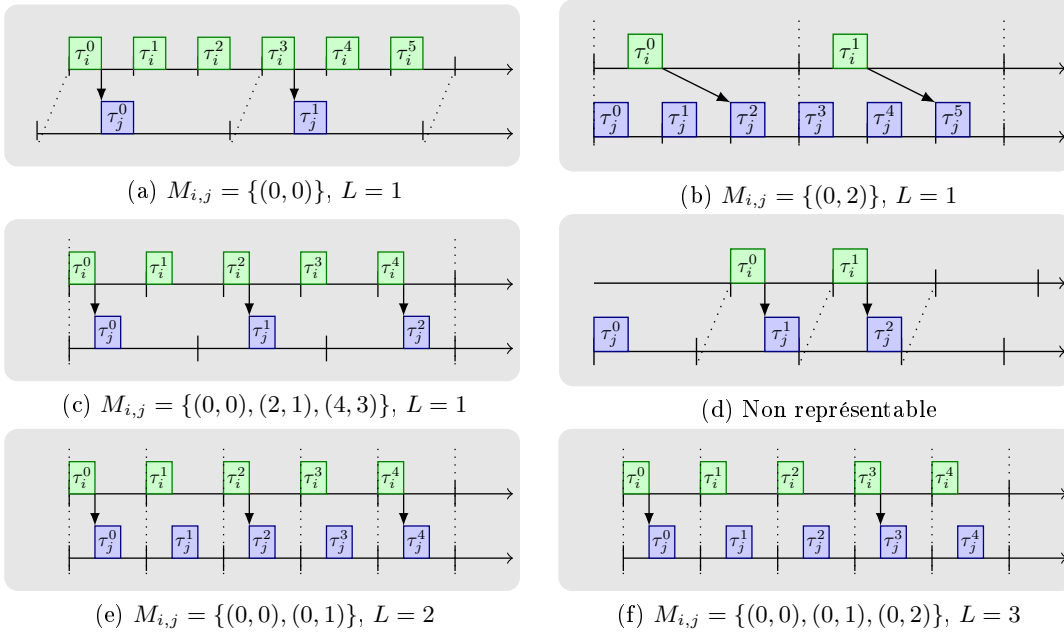 τ_i^0 τ_i^1 τ_i^2 τ_i^3 τ_i^4 τ_i^5
τ_j^0 τ_j^1
(a) M_{i,j} = {(0, 0)}, L = 1
τ_i^0 τ_i^1
τ_j^0 τ_j^1 τ_j^2 τ_j^3 τ_j^4 τ_j^5
(b) M_{i,j} = {(0, 2)}, L = 1
τ_i^0 τ_i^1 τ_i^2 τ_i^3 τ_i^4
τ_j^0 τ_j^1 τ_j^2
(c) M_{i,j} = {(0, 0), (2, 1), (4, 3)}, L = 1
τ_i^0 τ_i^1
τ_j^0 τ_j^1 τ_j^2
(d) Non représentable
τ_i^0 τ_i^1 τ_i^2 τ_i^3 τ_i^4
τ_j^0 τ_j^1 τ_j^2 τ_j^3 τ_j^4
(e) M_{i,j} = {(0, 0), (0, 1)}, L = 2
τ_i^0 τ_i^1 τ_i^2 τ_i^3 τ_i^4
τ_j^0 τ_j^1 τ_j^2 τ_j^3 τ_j^4
(f) M_{i,j} = {(0, 0), (0, 1), (0, 2)}, L = 3